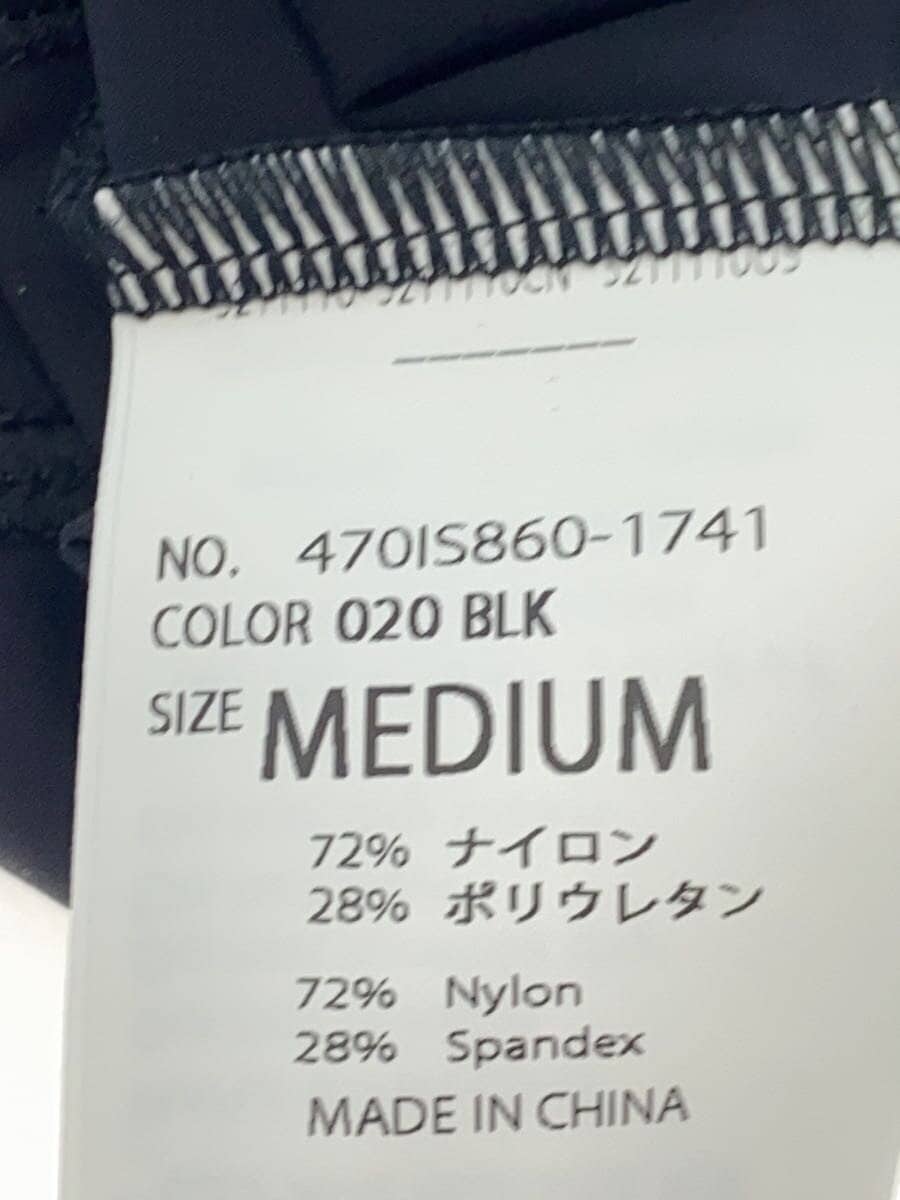 NO. 470IS860-1741
COLOR 020 BLK
SIZE MEDIUM
72% ナイロン
28% ポリウレタン
72% Nylon
28% Spandex
MADE IN CHINA